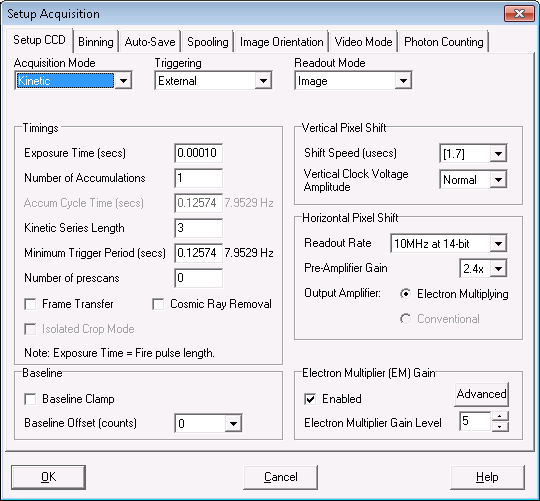 Setup Acquisition
Setup CCD Binning Auto-Save Spooling Image Orientation Video Mode Photon Counting
Acquisition Mode Triggering Readout Mode
Kinetic External Image
Timings
Exposure Time (secs) 0.00010
Number of Accumulations 1
Accum Cycle Time (secs) 0.12574 7.9529 Hz
Kinetic Series Length 3
Minimum Trigger Period (secs) 0.12574 7.9529 Hz
Number of prescans 0
Frame Transfer Cosmic Ray Removal
Isolated Crop Mode
Note: Exposure Time = Fire pulse length.
Vertical Pixel Shift
Shift Speed (usecs) [1.7]
Vertical Clock Voltage
Amplitude Normal
Horizontal Pixel Shift
Readout Rate 10MHz at 14-bit
Pre-Amplifier Gain 2.4x
Output Amplifier: Electron Multiplying
Conventional
Baseline
Baseline Clamp
Baseline Offset (counts) 0
Electron Multiplier (EM) Gain
Enabled Advanced
Electron Multiplier Gain Level 5
OK Cancel Help